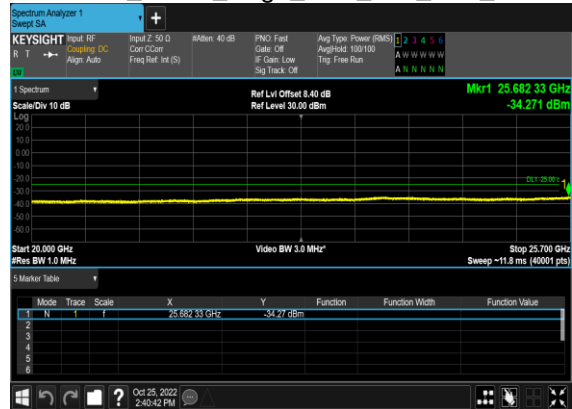 Spectrum Analyzer 1
Swept SA
+
KEYSIGHT
R T
Input: RF
Coupling: DC
Align: Auto
Input Z: 50 Ω
Corr CCorr
Freq Ref: Int (S)
#Atten: 40 dB
PNO: Fast
Gate: Off
IF Gain: Low
Sig Track: Off
Avg Type: Power (RMS)
Avg|Hold: 100/100
Trig: Free Run
1 2 3 4 5 6
A W W W W W
A N N N N N
1 Spectrum
Scale/Div 10 dB
Ref Lvl Offset 8.40 dB
Ref Level 30.00 dBm
Mkr1 25.682 33 GHz
-34.271 dBm
Log
20.0
10.0
0.00
-10.0
-20.0
-30.0
-40.0
-50.0
-60.0
1
Start 20.000 GHz
#Res BW 1.0 MHz
Video BW 3.0 MHz*
Stop 25.700 GHz
Sweep ~11.8 ms (40001 pts)
5 Marker Table
Mode Trace Scale X Y Function Function Width Function Value
1 N 1 f 25.682 33 GHz -34.27 dBm
2
3
4
5
6
?
Oct 25, 2022
2:40:42 PM